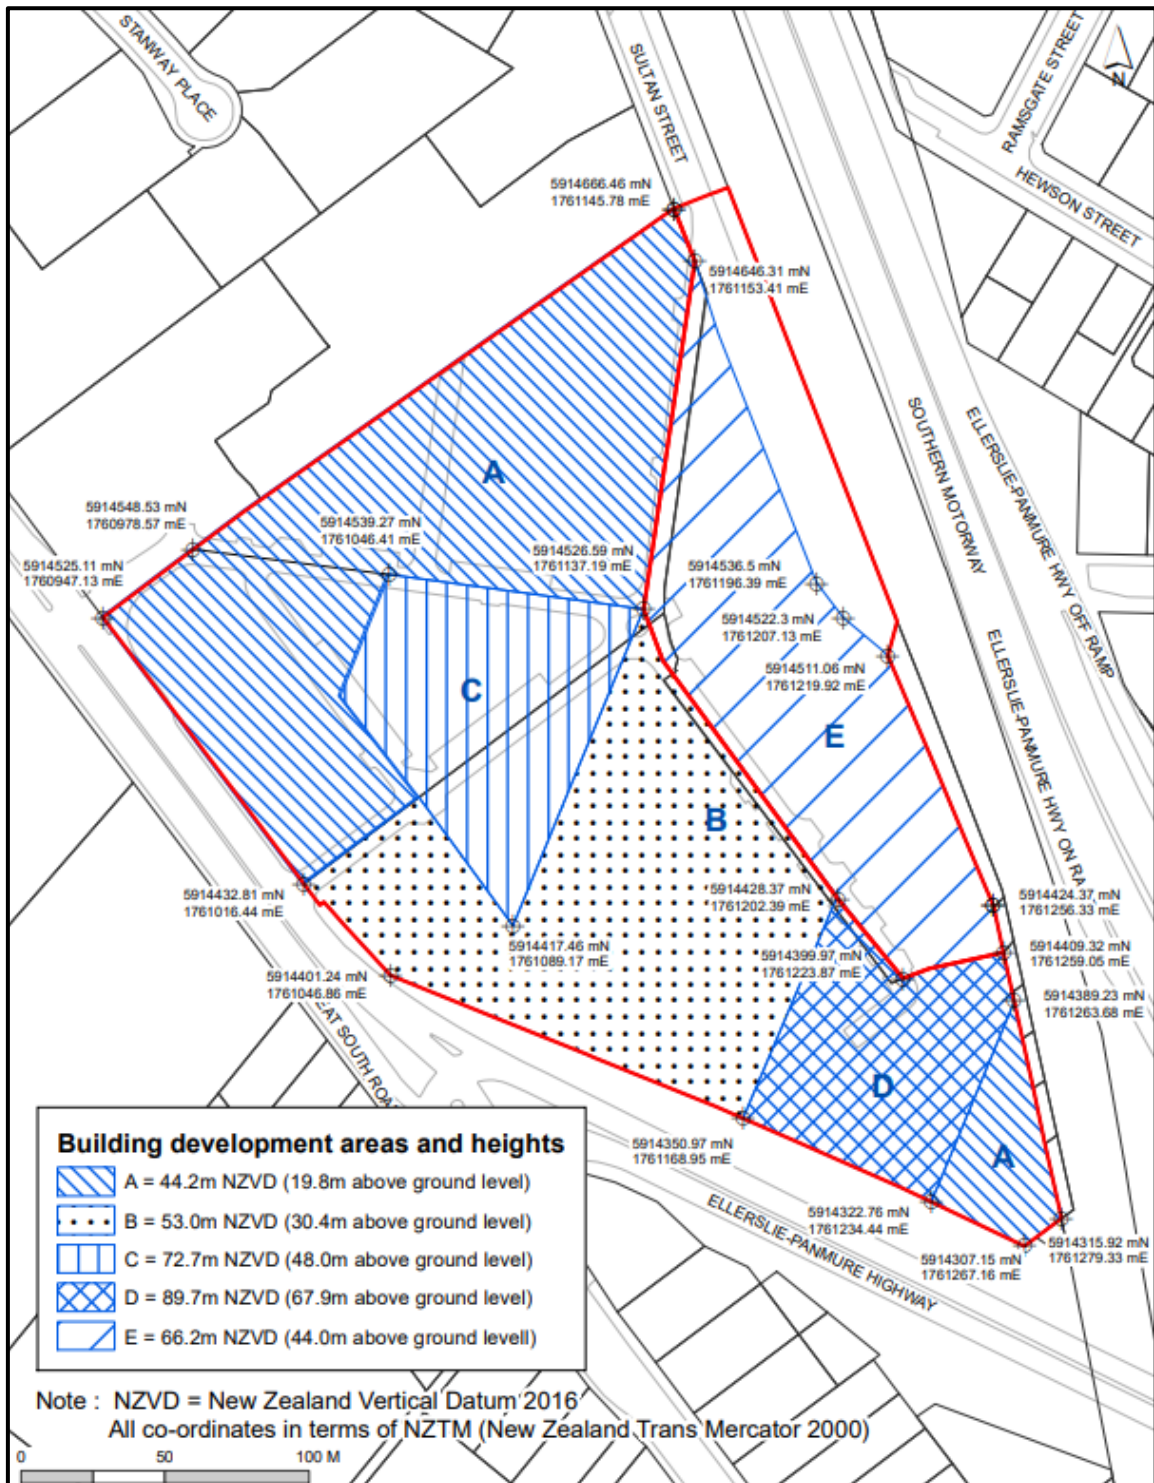 STANWAY PLACE
SULTAN STREET
RAMSGATE STREET
N
HEWSON STREET
5914666.46 mN
1761145.78 mE
5914646.31 mN
1761153.41 mE
SOUTHERN MOTORWAY
ELLERSLIE-PANMURE HWY OFF RAMP
A
5914548.53 mN
1760978.57 mE
5914539.27 mN
1761046.41 mE
5914526.59 mN
1761137.19 mE
5914525.11 mN
1760947.13 mE
5914536.5 mN
1761196.39 mE
5914522.3 mN
1761207.13 mE
5914511.06 mN
1761219.92 mE
ELLERSLIE-PANMURE HWY ON RA
C
E
B
5914432.81 mN
1761016.44 mE
5914428.37 mN
1761202.39 mE
5914424.37 mN
1761256.33 mE
5914417.46 mN
1761089.17 mE
5914399.97 mN
1761223.87 mE
5914409.32 mN
1761259.05 mE
5914401.24 mN
1761046.86 mE
5914389.23 mN
1761263.68 mE
EAT SOUTH ROAD
D
A
5914350.97 mN
1761168.95 mE
5914322.76 mN
1761234.44 mE
5914315.92 mN
1761279.33 mE
5914307.15 mN
1761267.16 mE
ELLERSLIE-PANMURE HIGHWAY
Building development areas and heights
A = 44.2m NZVD (19.8m above ground level)
B = 53.0m NZVD (30.4m above ground level)
C = 72.7m NZVD (48.0m above ground level)
D = 89.7m NZVD (67.9m above ground level)
E = 66.2m NZVD (44.0m above ground levell)
Note : NZVD = New Zealand Vertical Datum 2016
All co-ordinates in terms of NZTM (New Zealand Trans Mercator 2000)
0 50 100 M